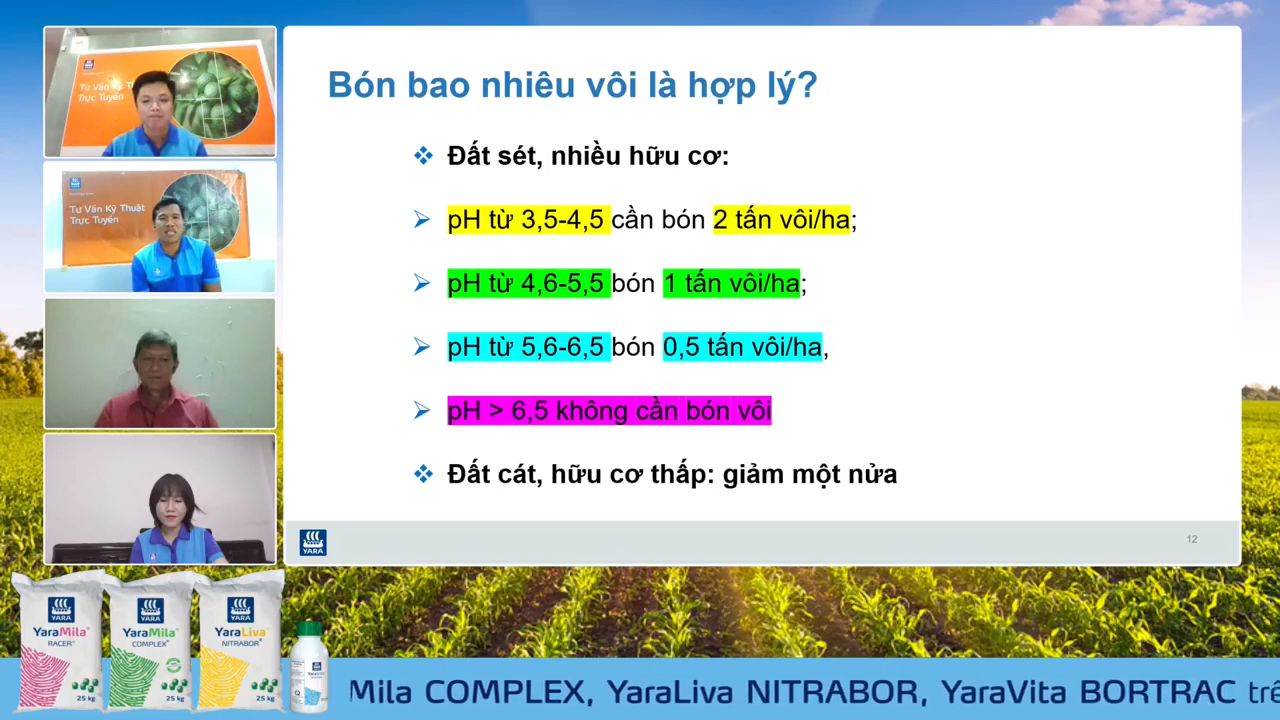 Bón bao nhiêu vôi là hợp lý?
Đất sét, nhiều hữu cơ:
pH từ 3,5-4,5 cần bón 2 tấn vôi/ha;
pH từ 4,6-5,5 bón 1 tấn vôi/ha;
pH từ 5,6-6,5 bón 0,5 tấn vôi/ha,
pH > 6,5 không cần bón vôi
Đất cát, hữu cơ thấp: giảm một nửa
YARA
12
Tư Vấn Kỹ
Trực Tuyến
Tư Vấn Kỹ Thuật
Trực Tuyến
YARA
YaraMila®
RACER™
25 kg
YARA
YaraMila®
COMPLEX®
25 kg
YARA
YaraLiva®
NITRABOR®
25 kg
Mila COMPLEX, YaraLiva NITRABOR, YaraVita BORTRAC trê